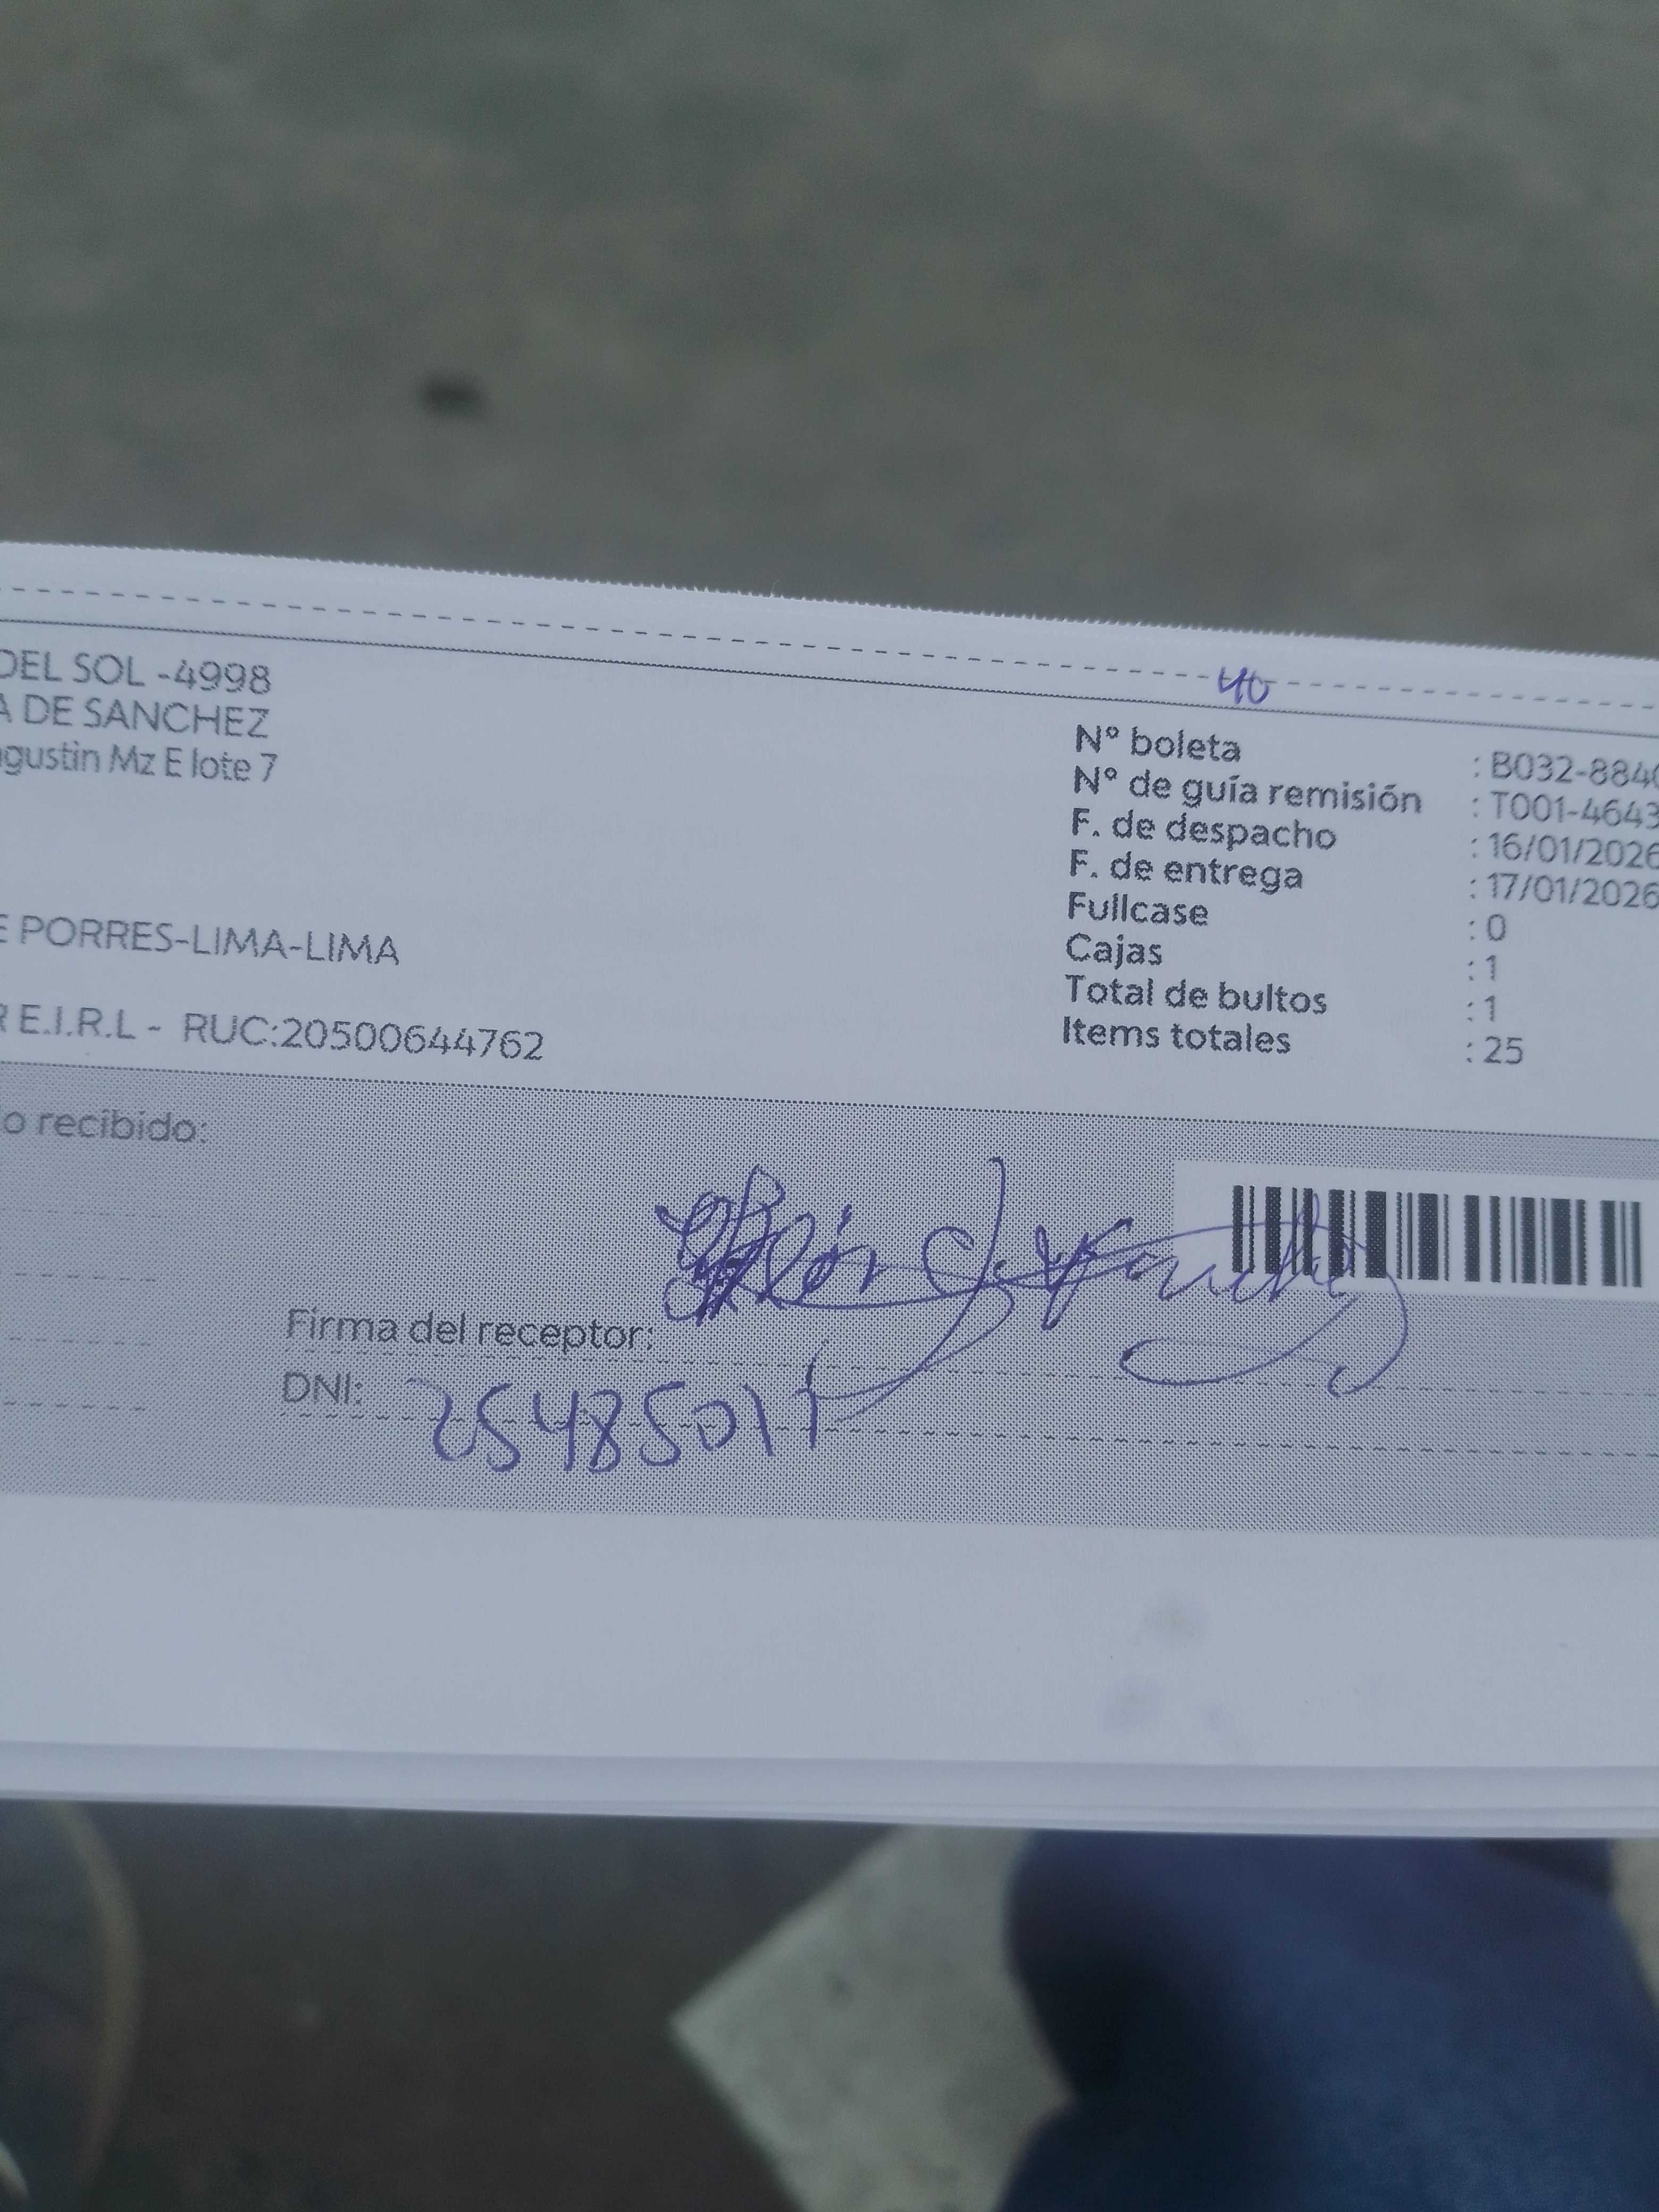 40
DEL SOL -4998
A DE SANCHEZ
gustin Mz E lote 7
E PORRES-LIMA-LIMA
R E.I.R.L - RUC:20500644762
N° boleta : B032-884
N° de guía remisión : T001-4643
F. de despacho : 16/01/2026
F. de entrega : 17/01/2026
Fullcase : 0
Cajas : 1
Total de bultos : 1
Items totales : 25
o recibido:
Firma del receptor:
DNI: